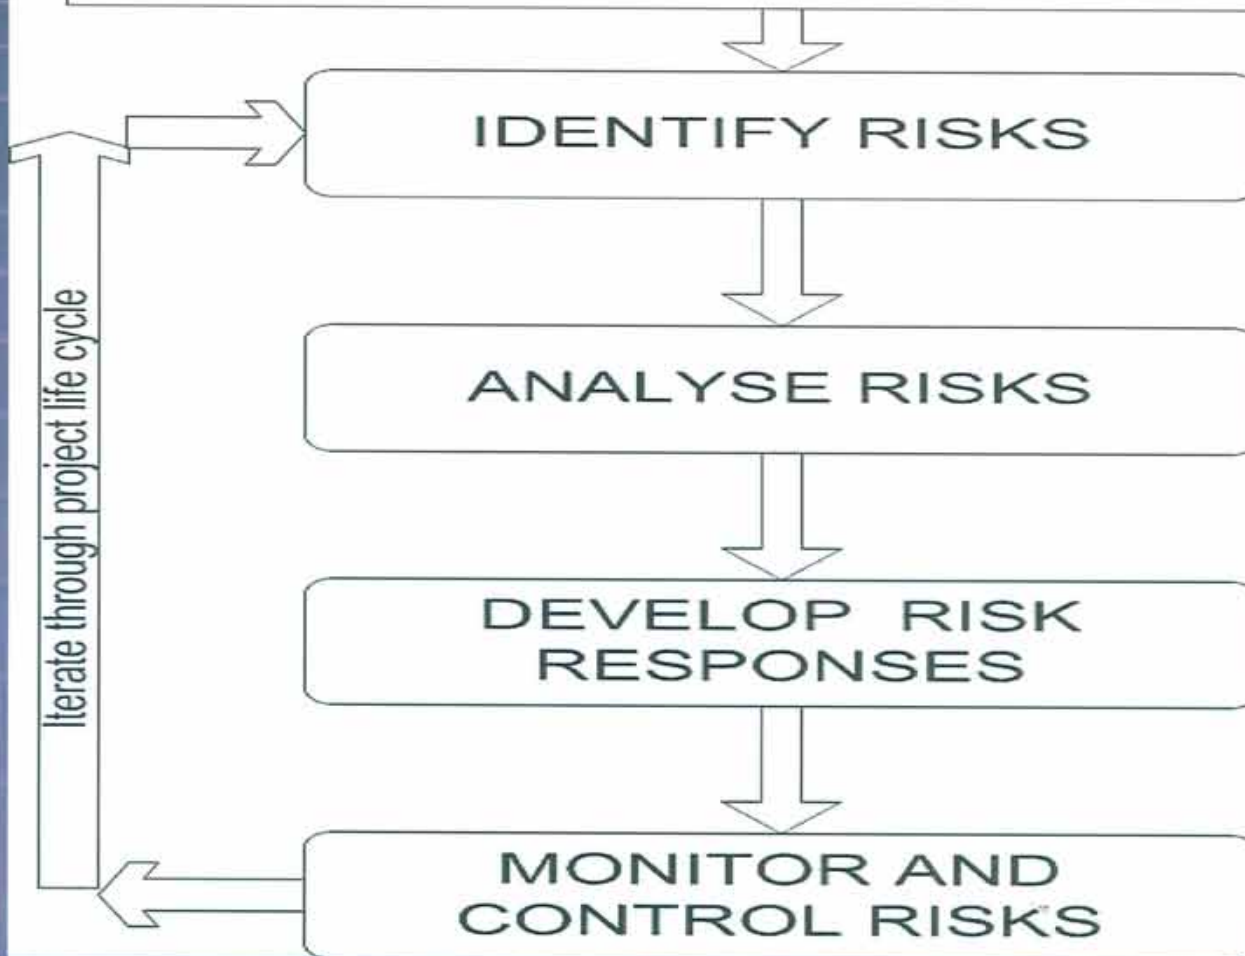 IDENTIFY RISKS
ANALYSE RISKS
DEVELOP RISK
RESPONSES
MONITOR AND
CONTROL RISKS
Iterate through project life cycle